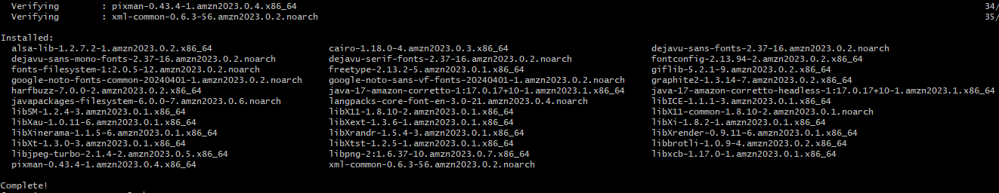 Verifying : pixman-0.43.4-1.amzn2023.0.4.x86_64 34/
Verifying : xml-common-0.6.3-56.amzn2023.0.2.noarch 35/
Installed:
alsa-lib-1.2.7.2-1.amzn2023.0.2.x86_64 cairo-1.18.0-4.amzn2023.0.3.x86_64 dejavu-sans-fonts-2.37-16.amzn2023.0.2.noarch
dejavu-sans-mono-fonts-2.37-16.amzn2023.0.2.noarch dejavu-serif-fonts-2.37-16.amzn2023.0.2.noarch fontconfig-2.13.94-2.amzn2023.0.2.x86_64
fonts-filesystem-1:2.0.5-12.amzn2023.0.2.noarch freetype-2.13.2-5.amzn2023.0.1.x86_64 giflib-5.2.1-9.amzn2023.0.2.x86_64
google-noto-fonts-common-20240401-1.amzn2023.0.2.noarch google-noto-sans-vf-fonts-20240401-1.amzn2023.0.2.noarch graphite2-1.3.14-7.amzn2023.0.2.x86_64
harfbuzz-7.0.0-2.amzn2023.0.2.x86_64 java-17-amazon-corretto-1:17.0.17+10-1.amzn2023.1.x86_64 java-17-amazon-corretto-headless-1:17.0.17+10-1.amzn2023.1.x86_64
javapackages-filesystem-6.0.0-7.amzn2023.0.6.noarch langpacks-core-font-en-3.0-21.amzn2023.0.4.noarch libICE-1.1.1-3.amzn2023.0.1.x86_64
libSM-1.2.4-3.amzn2023.0.1.x86_64 libX11-1.8.10-2.amzn2023.0.1.x86_64 libX11-common-1.8.10-2.amzn2023.0.1.noarch
libXau-1.0.11-6.amzn2023.0.1.x86_64 libXext-1.3.6-1.amzn2023.0.1.x86_64 libXi-1.8.2-1.amzn2023.0.1.x86_64
libXinerama-1.1.5-6.amzn2023.0.1.x86_64 libXrandr-1.5.4-3.amzn2023.0.1.x86_64 libXrender-0.9.11-6.amzn2023.0.1.x86_64
libXt-1.3.0-3.amzn2023.0.1.x86_64 libXtst-1.2.5-1.amzn2023.0.1.x86_64 libbrotli-1.0.9-4.amzn2023.0.2.x86_64
libjpeg-turbo-2.1.4-2.amzn2023.0.5.x86_64 libpng-2:1.6.37-10.amzn2023.0.7.x86_64 libxcb-1.17.0-1.amzn2023.0.1.x86_64
pixman-0.43.4-1.amzn2023.0.4.x86_64 xml-common-0.6.3-56.amzn2023.0.2.noarch
Complete!